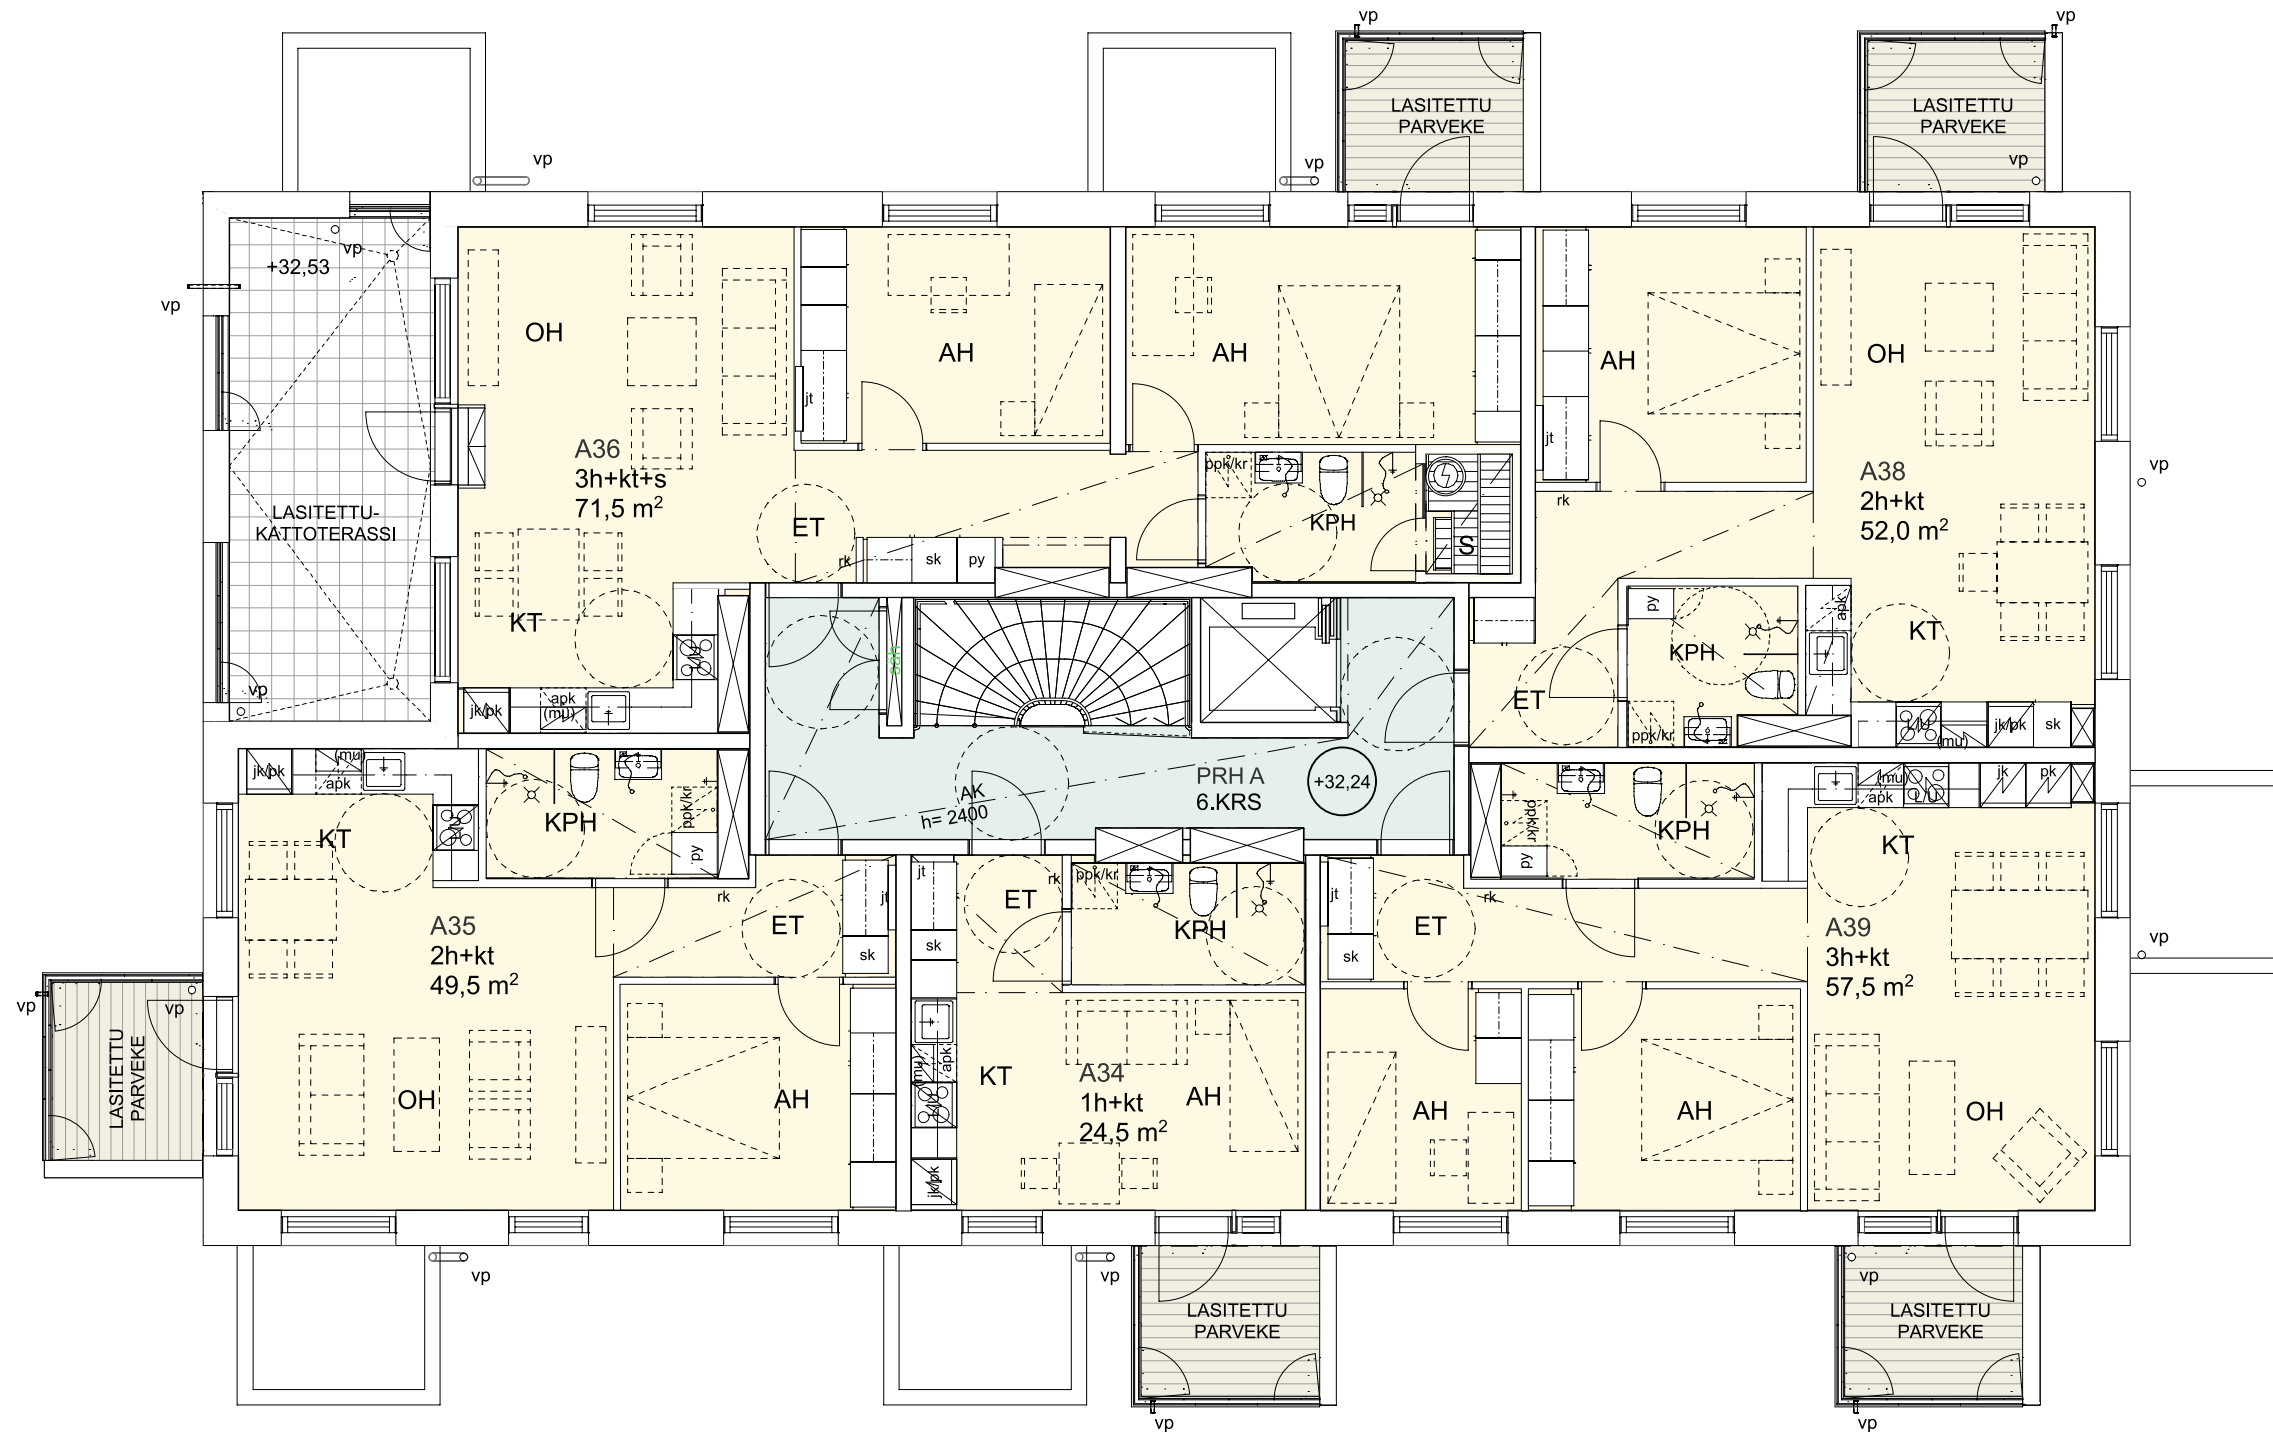 vp
vp
LASITETTU
PARVEKE
LASITETTU
PARVEKE
vp
vp
vp
vp
+32,53
vp
OH
AH
AH
AH
OH
jt
jt
A36
3h+kt+s
71,5 m²
ppk/kr
KPH
S
rk
A38
2h+kt
52,0 m²
vp
LASITETTU-
KATTOTERASSI
ET
rk
sk
py
KT
L/U
py
apk
KPH
KT
vp
jk/pk
apk
(mu)
ET
ppk/kr
L/U
(mu)
jk/pk
sk
PRH A
6.KRS
+32,24
AK
h= 2400
jk/pk
(mu)
apk
KT
L/U
KPH
ppk/kr
py
ppk/kr
py
KPH
(mu)
apk
L/U
jk
pk
KT
A35
2h+kt
49,5 m²
rk
ET
jt
sk
jt
sk
ET
rk
ppk/kr
KPH
jt
sk
ET
rk
A39
3h+kt
57,5 m²
vp
vp
vp
LASITETTU
PARVEKE
OH
AH
(mu)
apk
L/U
jk/pk
KT
A34
1h+kt
24,5 m²
AH
AH
AH
OH
vp
vp
vp
LASITETTU
PARVEKE
LASITETTU
PARVEKE
vp
vp